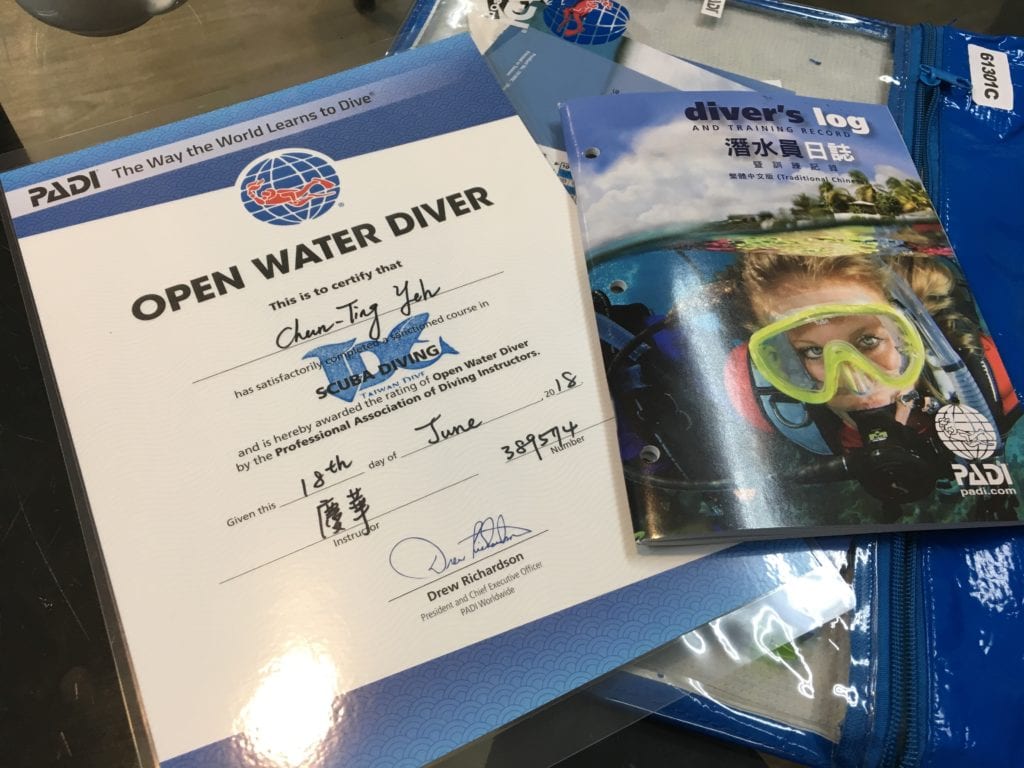 PADI The Way the World Learns to Dive®
OPEN WATER DIVER
This is to certify that
Chun-Ting Yeh
has satisfactorily completed a sanctioned course in
SCUBA DIVING
TAIWAN DIVE
and is hereby awarded the rating of Open Water Diver
by the Professional Association of Diving Instructors.
Given this 18th day of June, 2018
慶華
389574
Instructor
Number
Drew Richardson
Drew Richardson
President and Chief Executive Officer
PADI Worldwide
diver's log
AND TRAINING RECORD
潛水員日誌
暨訓練記錄
繁體中文版 (Traditional Chinese)
PADI
padi.com
61301C